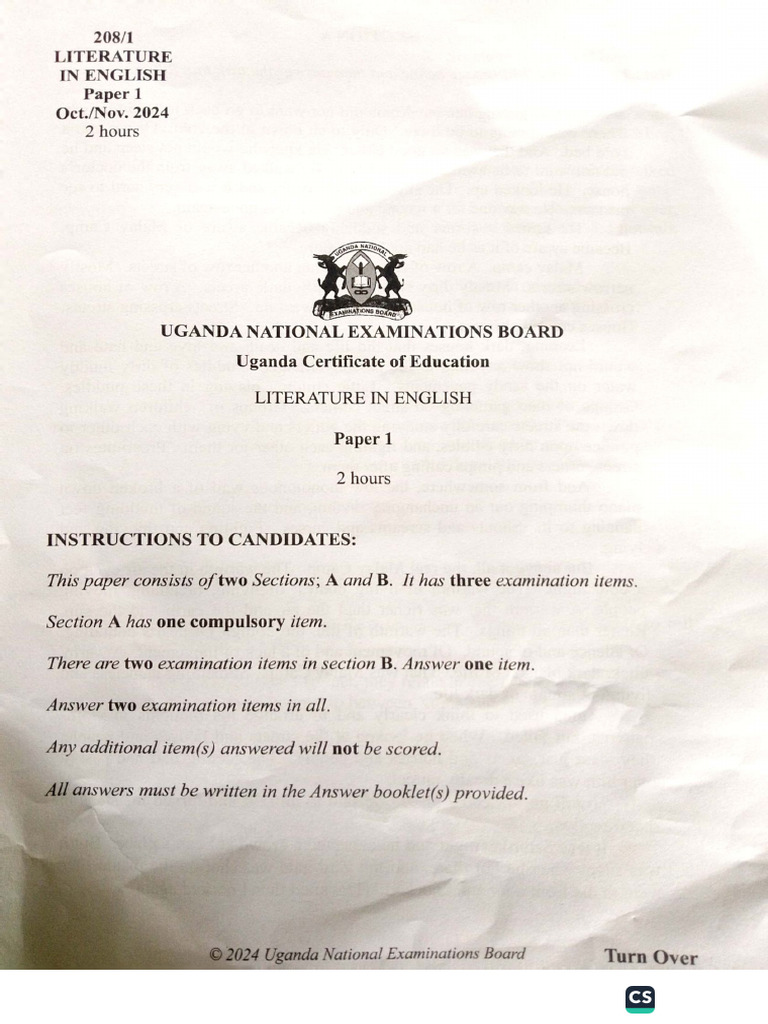 208/1
LITERATURE
IN ENGLISH
Paper 1
Oct./Nov. 2024
2 hours
UGANDA NATIONAL
EXAMINATIONS BOARD
UGANDA NATIONAL EXAMINATIONS BOARD
Uganda Certificate of Education
LITERATURE IN ENGLISH
Paper 1
2 hours
INSTRUCTIONS TO CANDIDATES:
This paper consists of two Sections; A and B. It has three examination items.
Section A has one compulsory item.
There are two examination items in section B. Answer one item.
Answer two examination items in all.
Any additional item(s) answered will not be scored.
All answers must be written in the Answer booklet(s) provided.
© 2024 Uganda National Examinations Board
Turn Over
CS